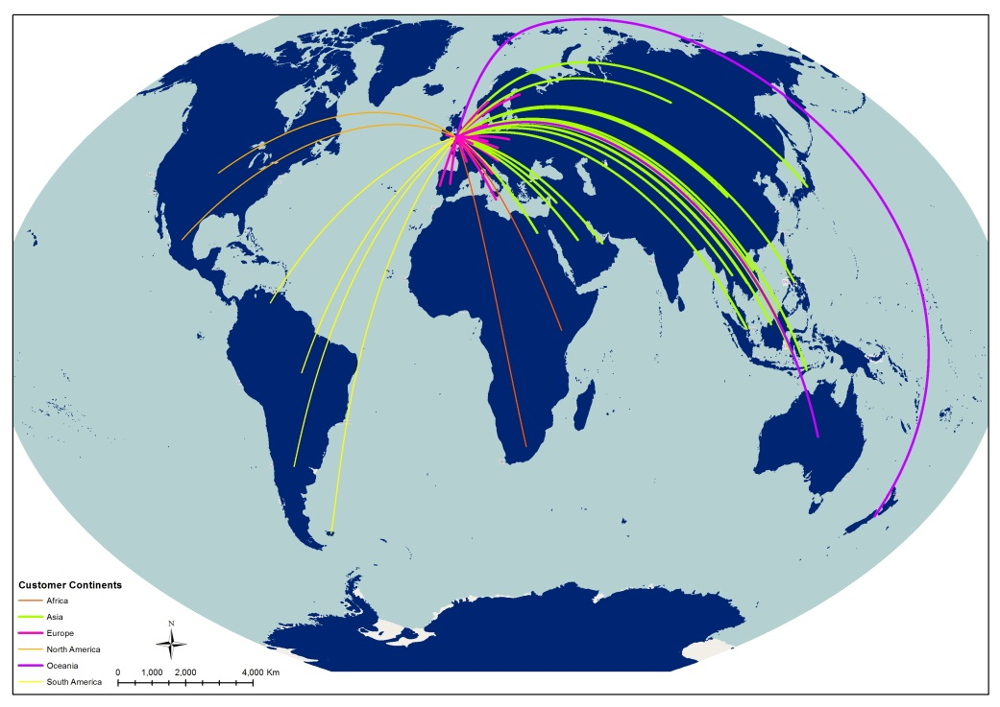 Customer Continents
Africa
Asia
Europe
North America
Oceania
South America
N
0 1,000 2,000 4,000 Km